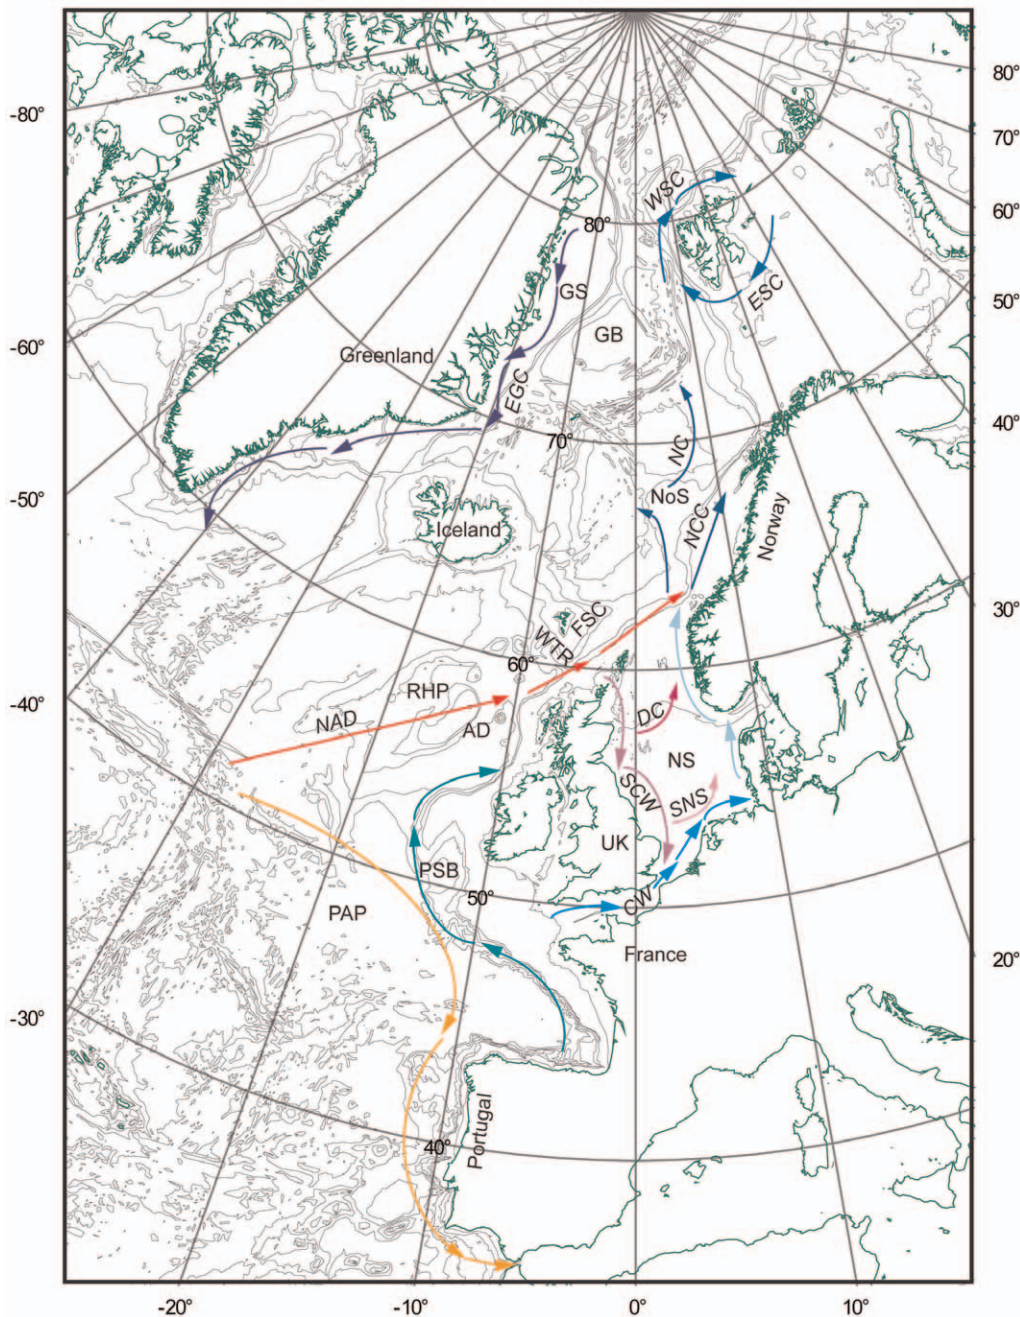 80°
-80°
70°
WSC
60°
80°
GS
ESC
50°
GB
-60°
Greenland
EGC
40°
70°
NC
-50°
NoS
Iceland
NCC
Norway
30°
FSC
WTR
60°
RHP
-40°
NAD
AD
DC
NS
SCW
SNS
UK
PSB
50°
CW
PAP
France
20°
-30°
Portugal
40°
-20°
-10°
0°
10°